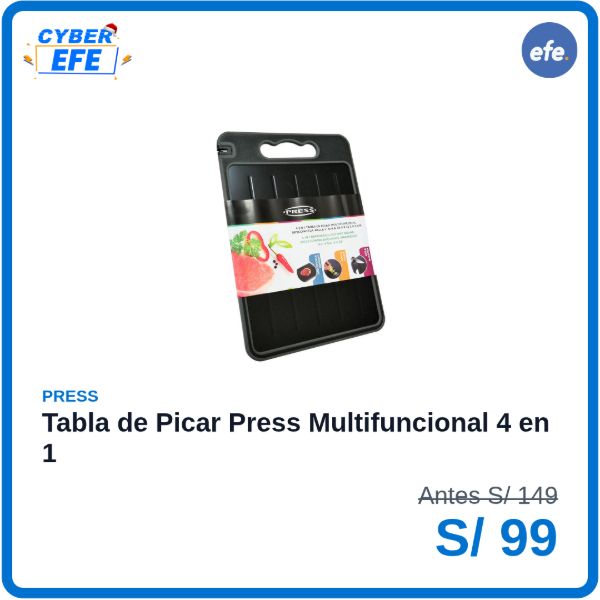 CYBER
EFE
efe.
PRESS
PRESS
Tabla de Picar Press Multifuncional 4 en
1
Antes S/ 149
S/ 99